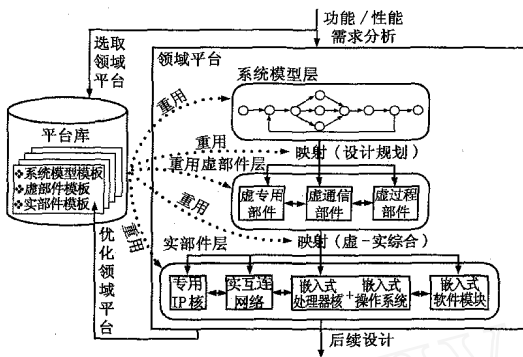 功能/性能
需求分析
选取
领域
平台
领域平台
系统模型层
重用
平台库
重用
映射(设计规划)
重用
虚部件层
❖系统模型模板
❖虚部件模板
❖实部件模板
虚专用
部件
虚通信
部件
虚过程
部件
重用
重用
映射(虚-实综合)
优化领域平台
实部件层
专用
IP核
实互连
网络
嵌入式
处理器核
+
嵌入式
操作系统
嵌入式
软件模块
后续设计